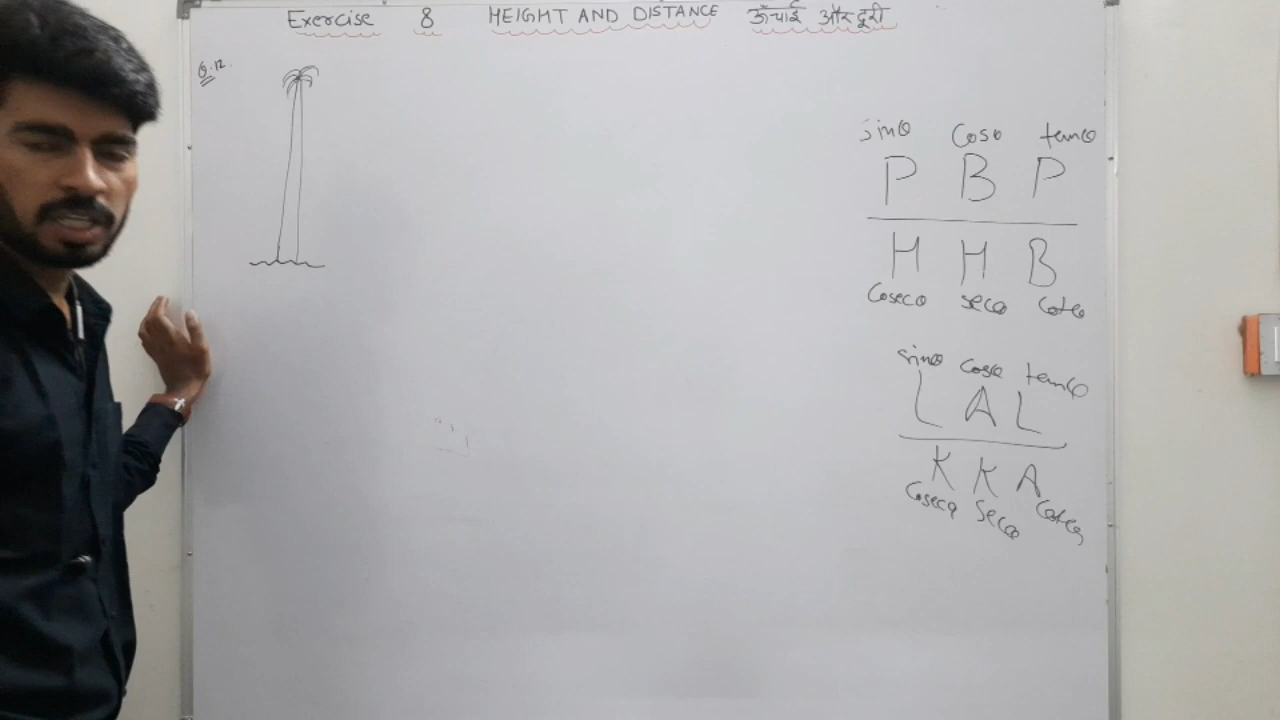 Exercise 8 HEIGHT AND DISTANCE ऊँचाई और दूरी
Q.12.
sinθ cosθ tanθ
P B P
H H B
cosecθ secθ cotθ
sinθ cosθ tanθ
L A L
K K A
cosecθ secθ cotθ